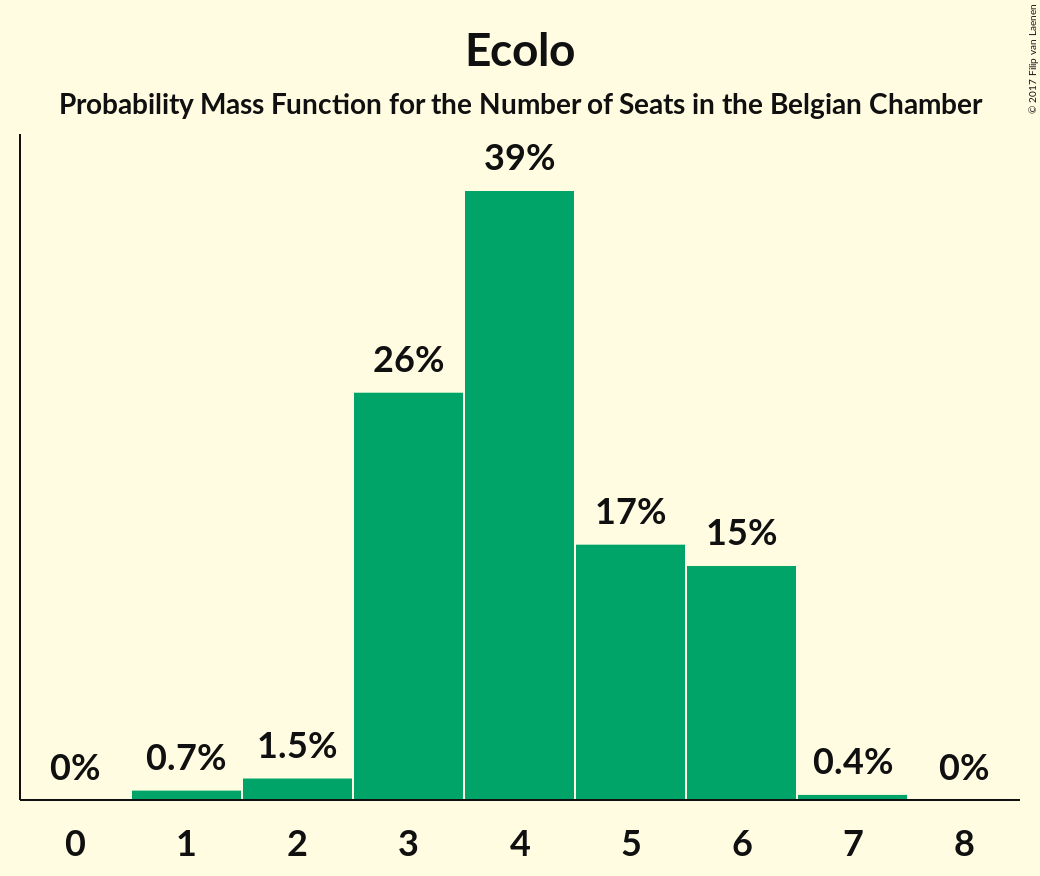 Ecolo
Probability Mass Function for the Number of Seats in the Belgian Chamber
© 2017 Filip van Laenen
39%
26%
17%
15%
1.5%
0.7%
0.4%
0%
0%
0 1 2 3 4 5 6 7 8